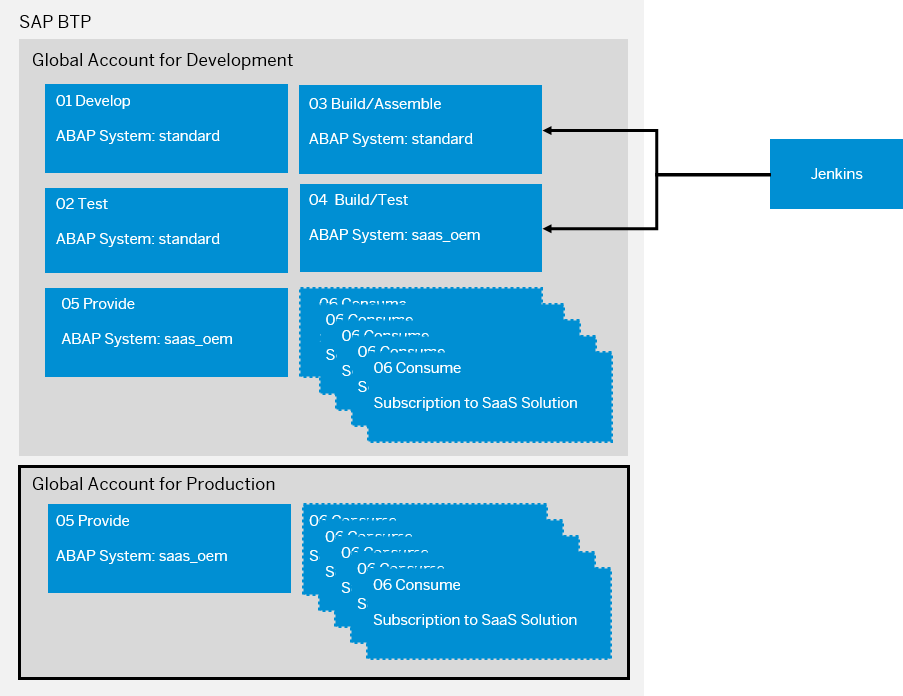 SAP BTP
Global Account for Development
01 Develop
ABAP System: standard
03 Build/Assemble
ABAP System: standard
Jenkins
02 Test
ABAP System: standard
04 Build/Test
ABAP System: saas_oem
05 Provide
ABAP System: saas_oem
06 Consume
06 Consume
S
06 Consume
S
06 Consume
S
06 Consume
Subscription to SaaS Solution
Global Account for Production
05 Provide
ABAP System: saas_oem
06 Consume
S
06 Consume
S
06 Consume
S
06 Consume
S
06 Consume
Subscription to SaaS Solution